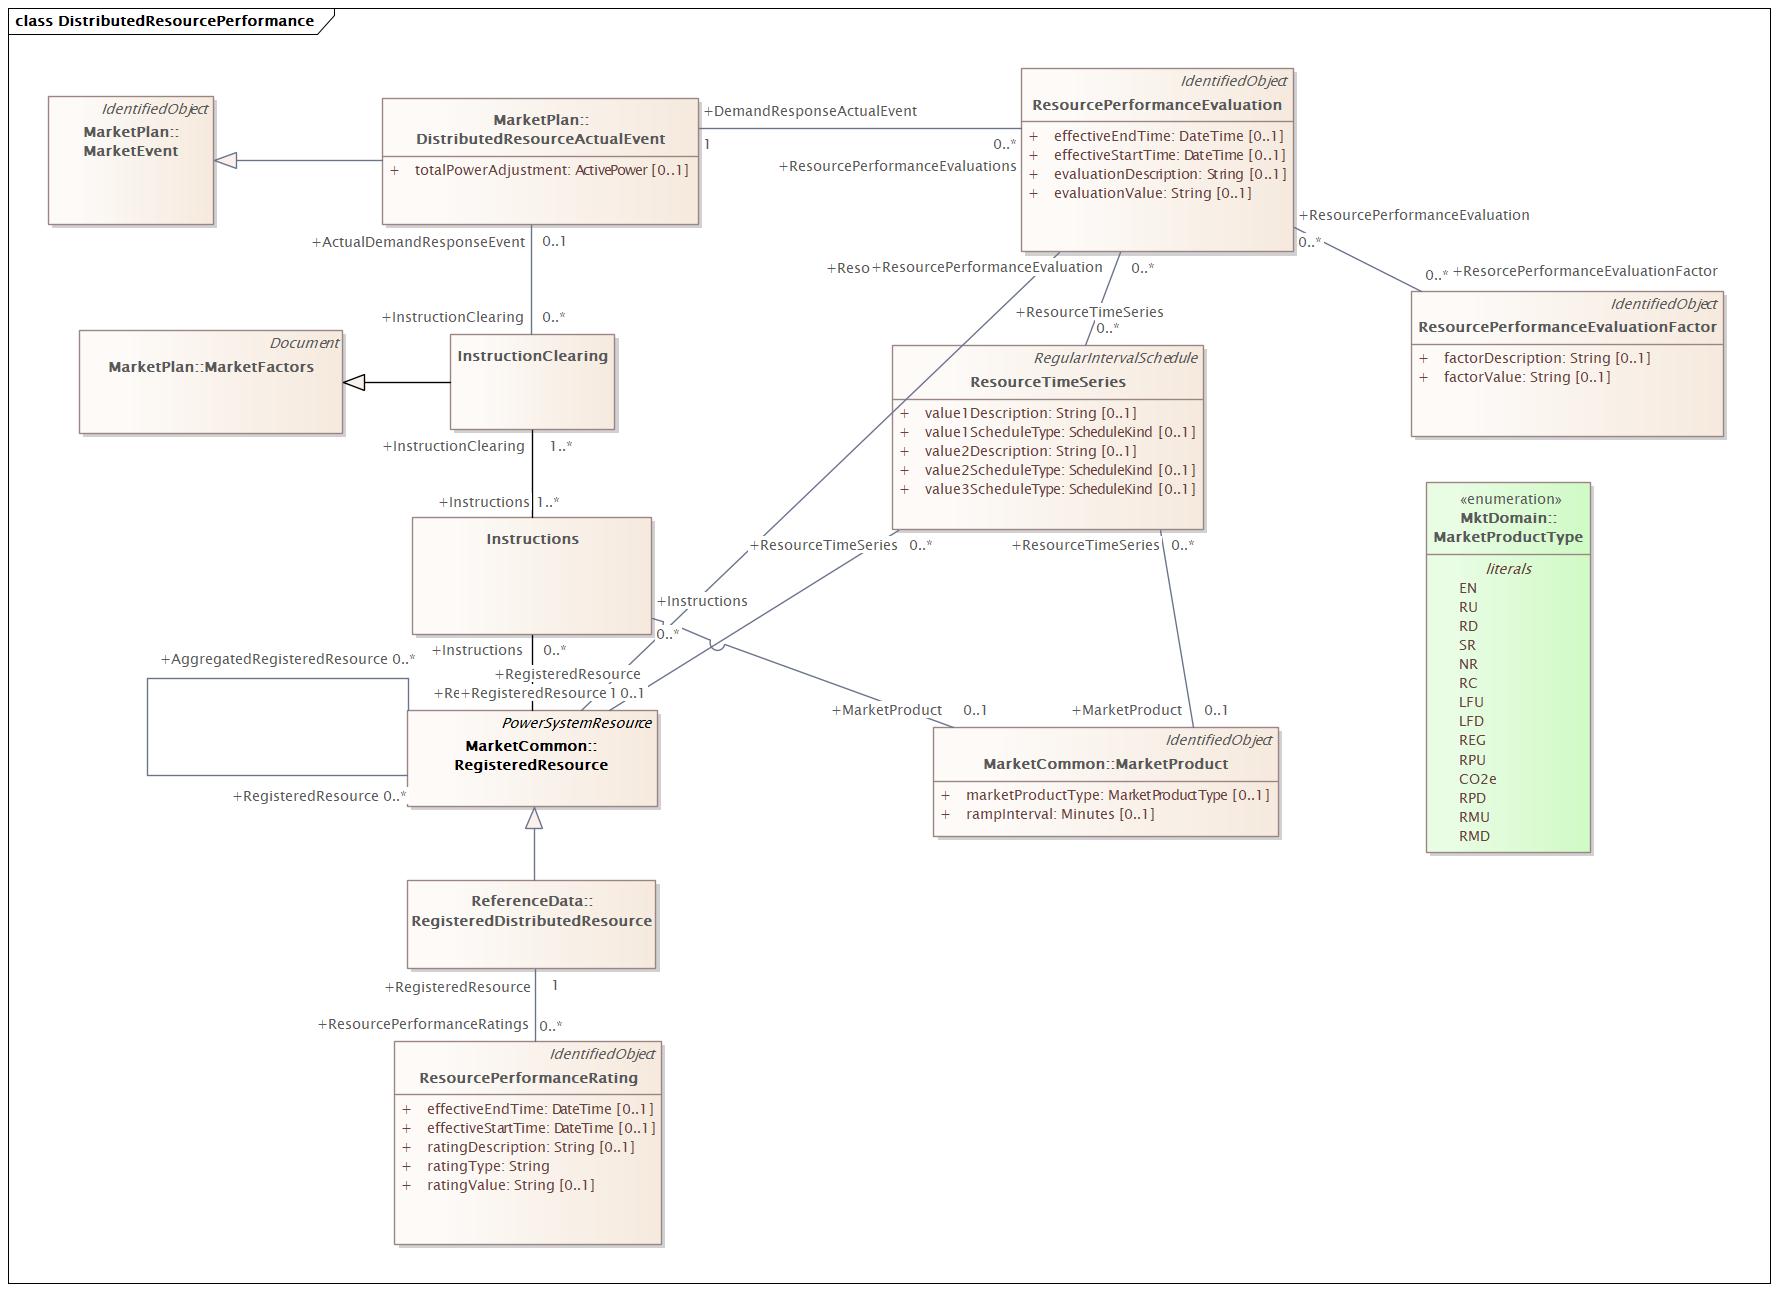 class DistributedResourcePerformance
IdentifiedObject
MarketPlan::
MarketEvent
MarketPlan::
DistributedResourceActualEvent
+ totalPowerAdjustment: ActivePower [0..1]
+DemandResponseActualEvent
1
0..*
+ResourcePerformanceEvaluations
IdentifiedObject
ResourcePerformanceEvaluation
+ effectiveEndTime: DateTime [0..1]
+ effectiveStartTime: DateTime [0..1]
+ evaluationDescription: String [0..1]
+ evaluationValue: String [0..1]
+ResourcePerformanceEvaluation
0..*
0..* +ResorcePerformanceEvaluationFactor
IdentifiedObject
ResourcePerformanceEvaluationFactor
+ factorDescription: String [0..1]
+ factorValue: String [0..1]
+ActualDemandResponseEvent 0..1
+InstructionClearing 0..*
Document
MarketPlan::MarketFactors
InstructionClearing
+InstructionClearing 1..*
+Instructions 1..*
Instructions
+Reso+ResourcePerformanceEvaluation 0..*
+ResourceTimeSeries
0..*
RegularIntervalSchedule
ResourceTimeSeries
+ value1Description: String [0..1]
+ value1ScheduleType: ScheduleKind [0..1]
+ value2Description: String [0..1]
+ value2ScheduleType: ScheduleKind [0..1]
+ value3ScheduleType: ScheduleKind [0..1]
+ResourceTimeSeries 0..*
+ResourceTimeSeries 0..*
+Instructions
0..*
+Instructions 0..*
+RegisteredResource
+Re+RegisteredResource 1 0..1
+AggregatedRegisteredResource 0..*
+RegisteredResource 0..*
PowerSystemResource
MarketCommon::
RegisteredResource
+MarketProduct 0..1
+MarketProduct 0..1
IdentifiedObject
MarketCommon::MarketProduct
+ marketProductType: MarketProductType [0..1]
+ rampInterval: Minutes [0..1]
«enumeration»
MktDomain::
MarketProductType
literals
EN
RU
RD
SR
NR
RC
LFU
LFD
REG
RPU
CO2e
RPD
RMU
RMD
ReferenceData::
RegisteredDistributedResource
+RegisteredResource 1
+ResourcePerformanceRatings 0..*
IdentifiedObject
ResourcePerformanceRating
+ effectiveEndTime: DateTime [0..1]
+ effectiveStartTime: DateTime [0..1]
+ ratingDescription: String [0..1]
+ ratingType: String
+ ratingValue: String [0..1]